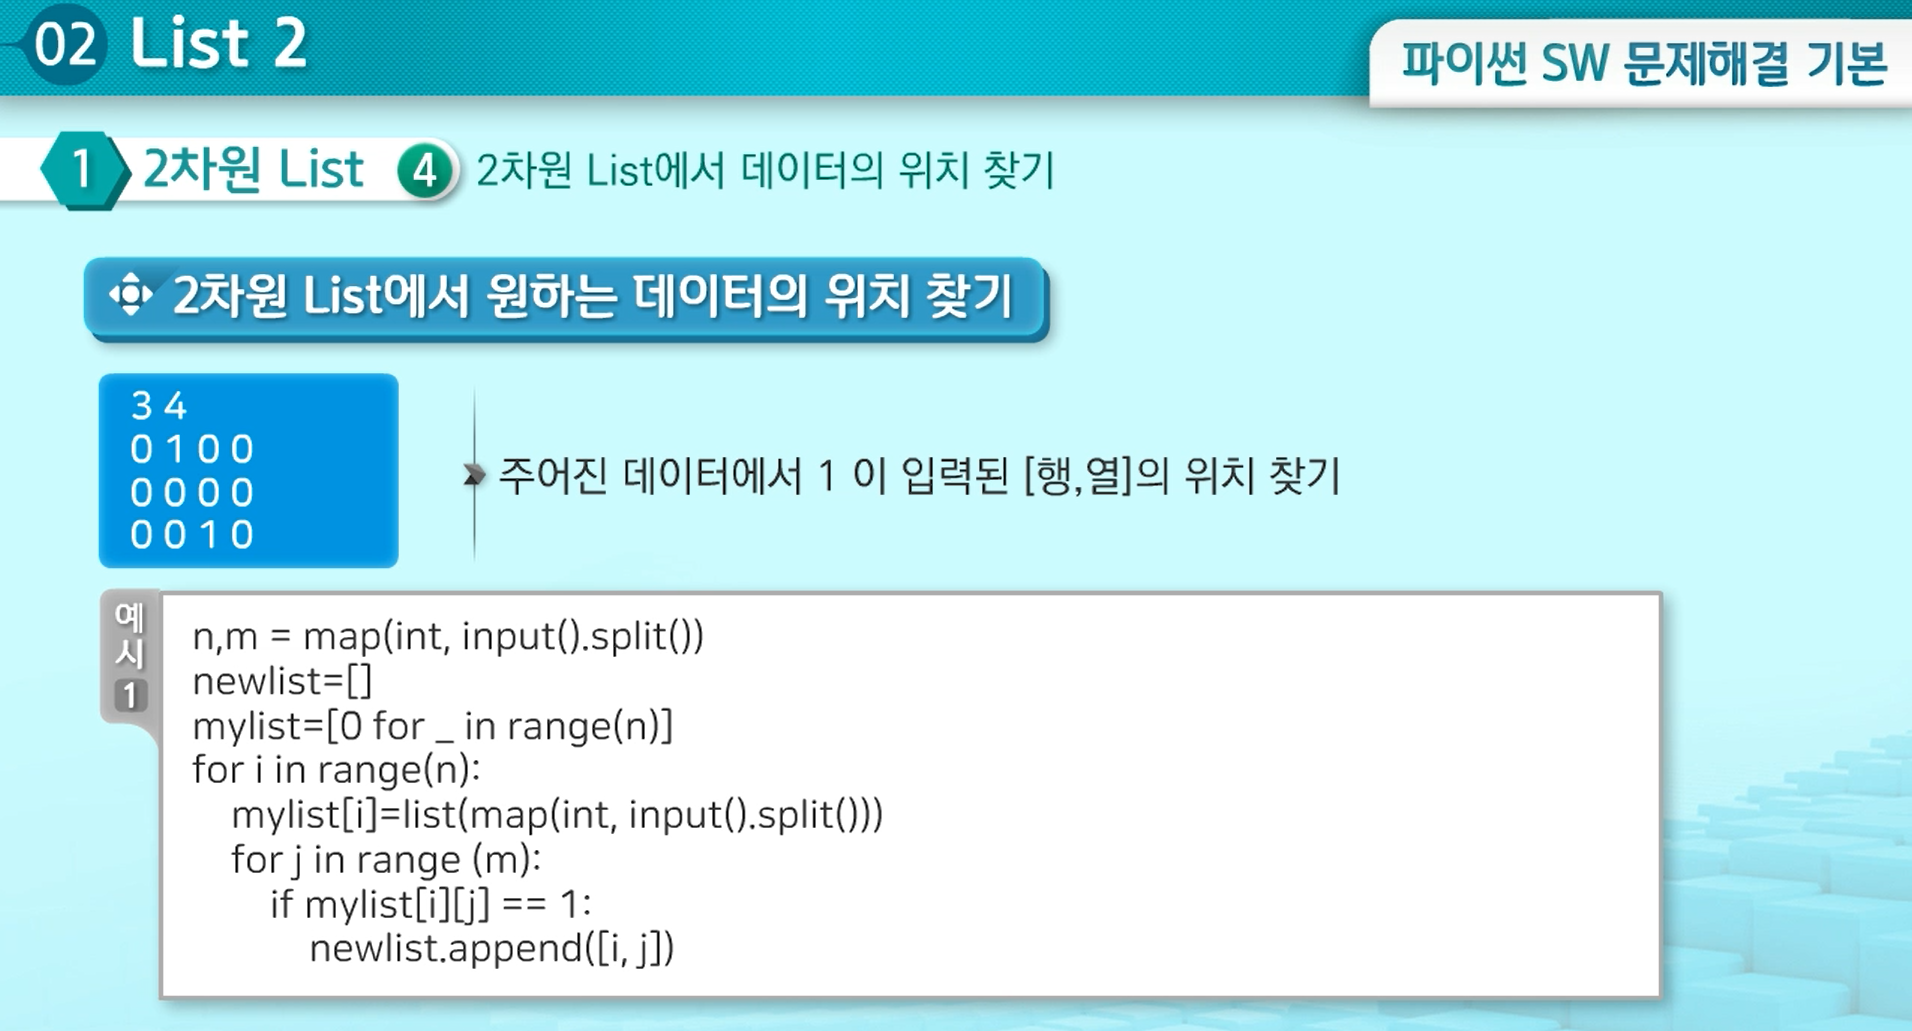 02 List 2
파이썬 SW 문제해결 기본
1 2차원 List 4 2차원 List에서 데이터의 위치 찾기
2차원 List에서 원하는 데이터의 위치 찾기
3 4
0 1 0 0
0 0 0 0
0 0 1 0
주어진 데이터에서 1 이 입력된 [행,열]의 위치 찾기
예시 1
n,m = map(int, input().split())
newlist=[]
mylist=[0 for _ in range(n)]
for i in range(n):
    mylist[i]=list(map(int, input().split()))
    for j in range (m):
        if mylist[i][j] == 1:
            newlist.append([i, j])